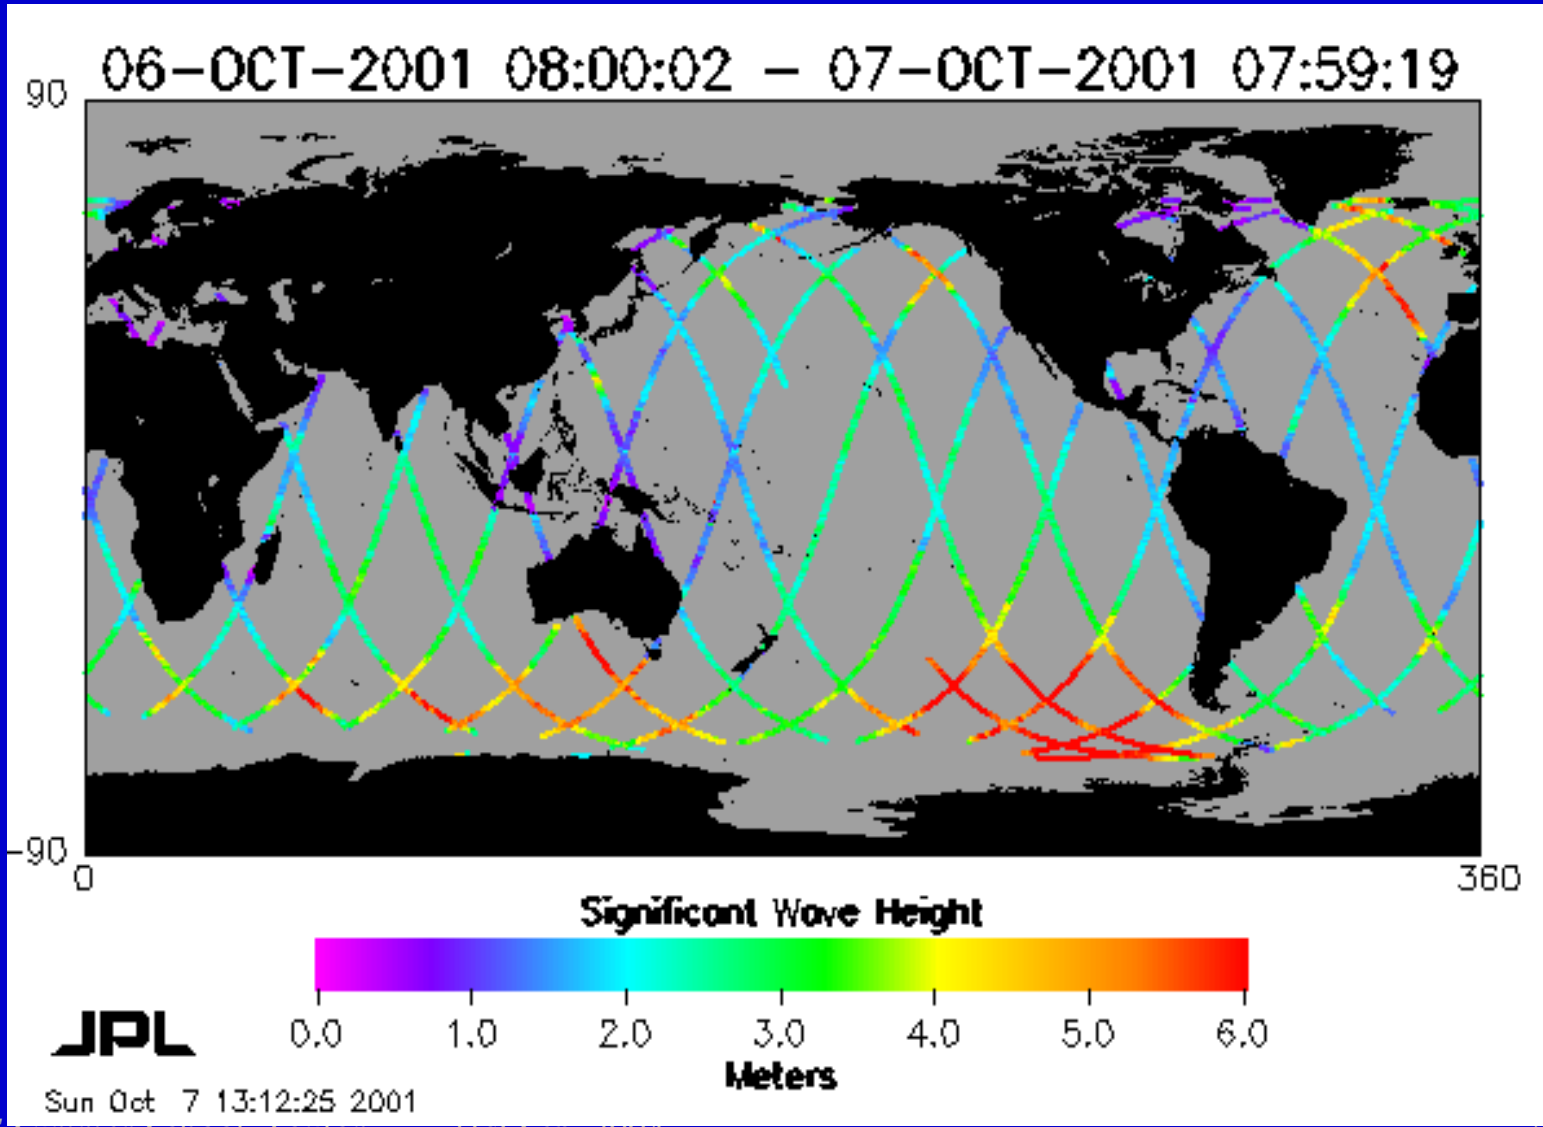 06-OCT-2001 08:00:02 - 07-OCT-2001 07:59:19
90
-90
0 360
Significant Wave Height
0.0 1.0 2.0 3.0 4.0 5.0 6.0
Meters
JPL
Sun Oct 7 13:12:25 2001